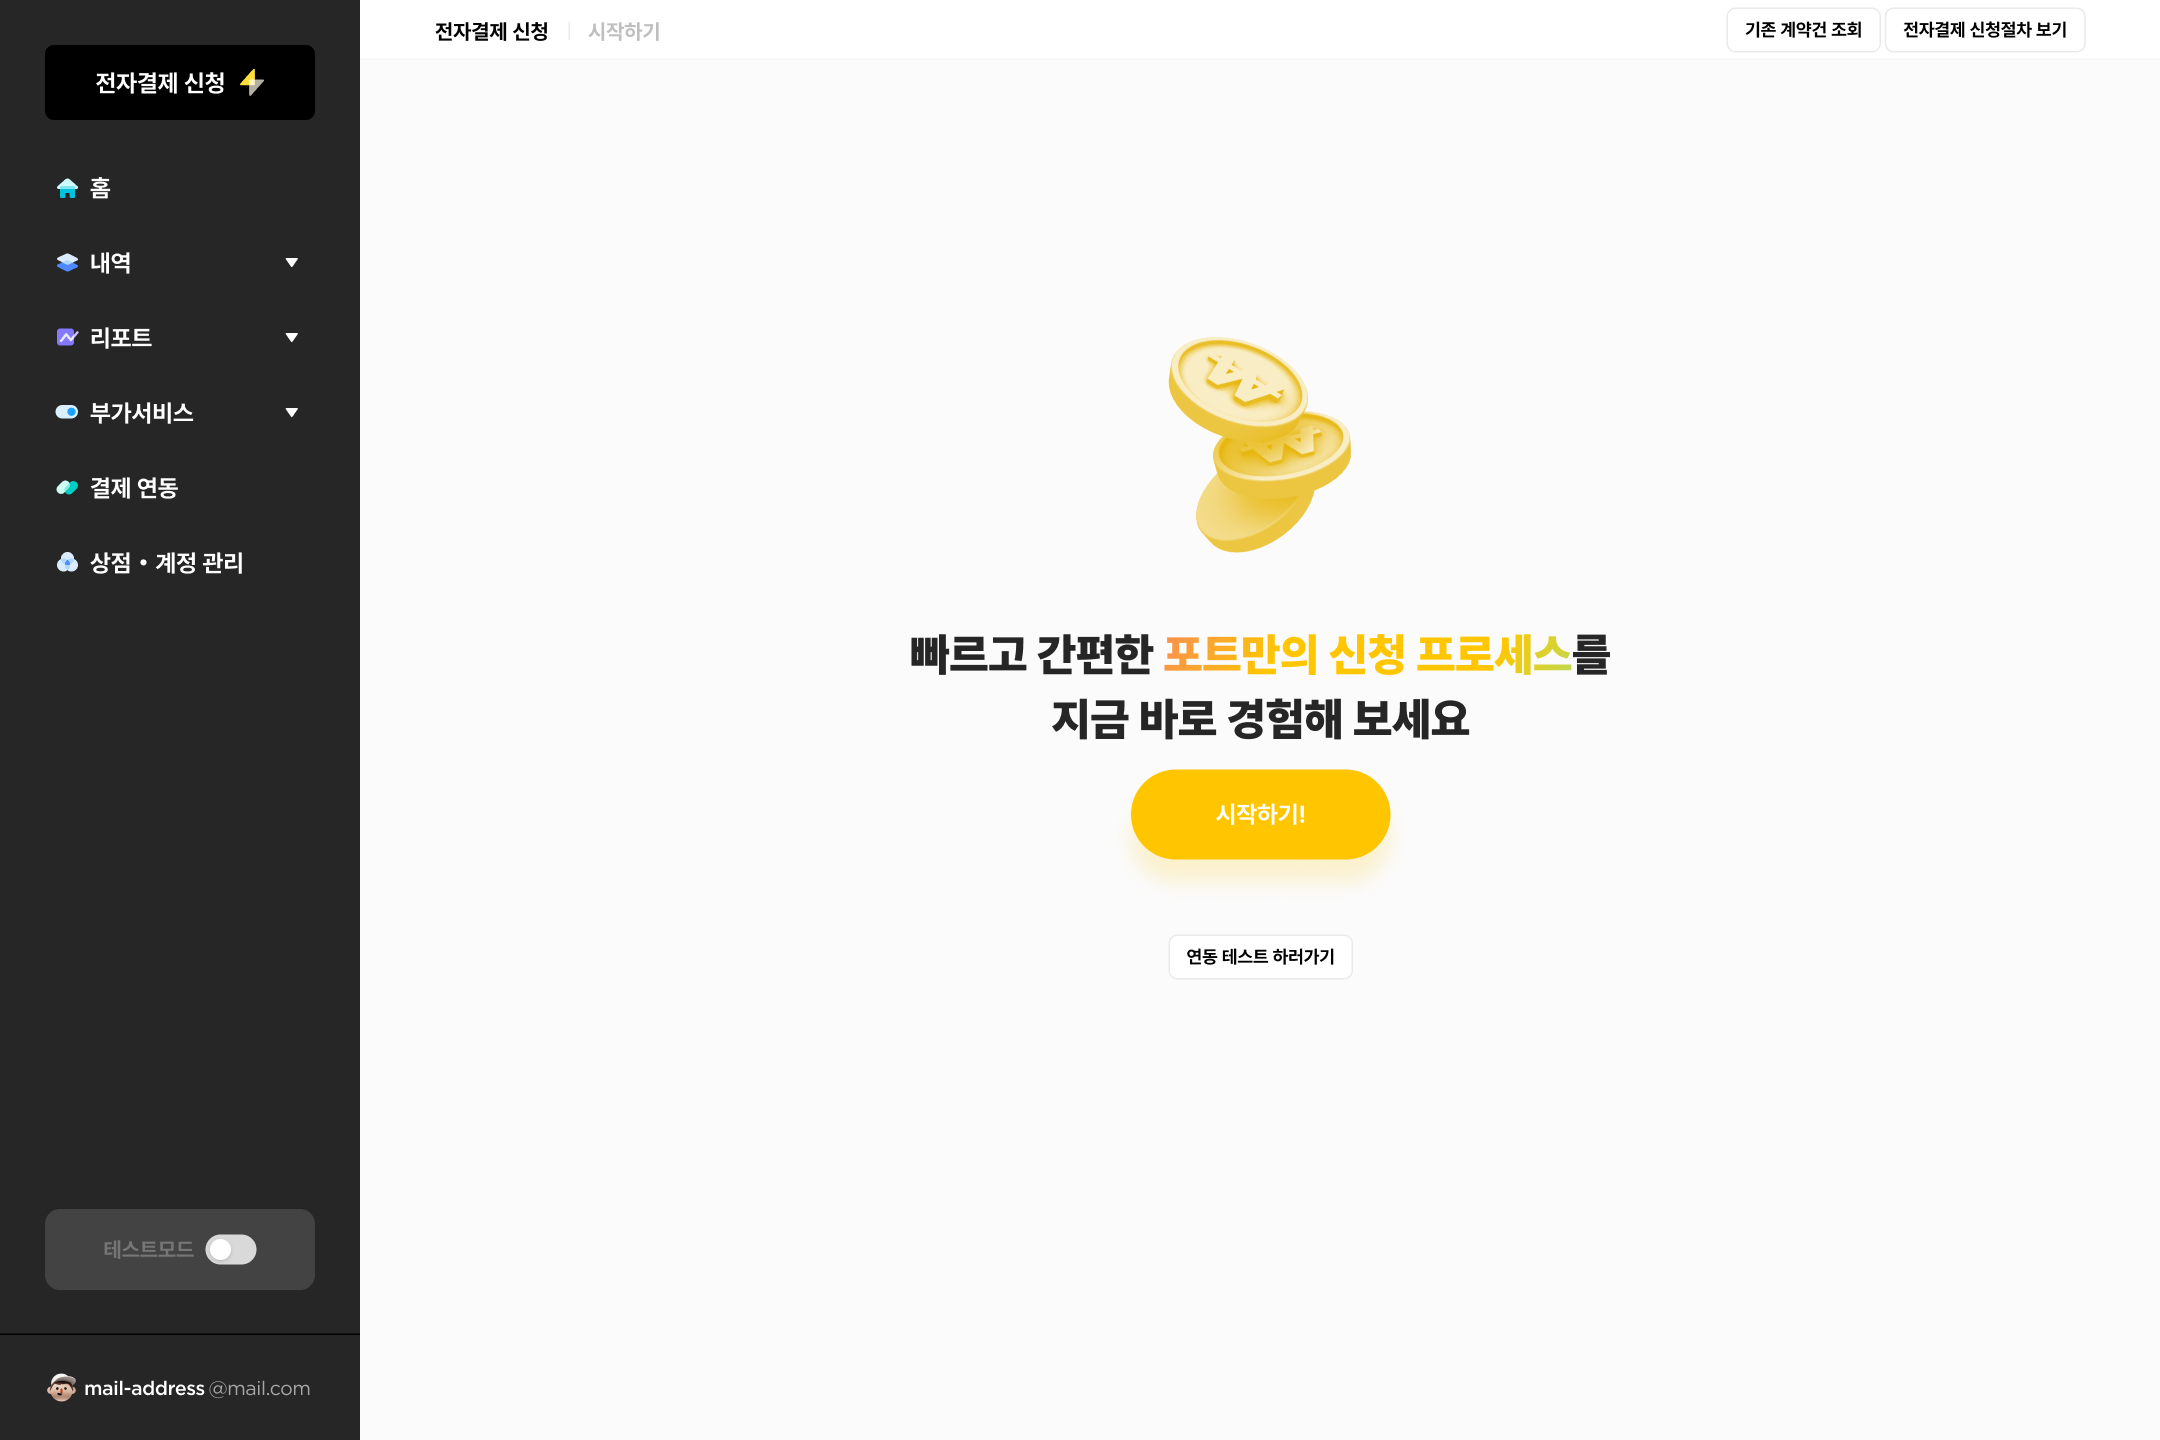 전자결제 신청
홈
내역
리포트
부가서비스
결제 연동
상점 • 계정 관리
테스트모드
mail-address @mail.com
전자결제 신청 | 시작하기
기존 계약건 조회
전자결제 신청절차 보기
빠르고 간편한 포트만의 신청 프로세스를
지금 바로 경험해 보세요
시작하기!
연동 테스트 하러가기